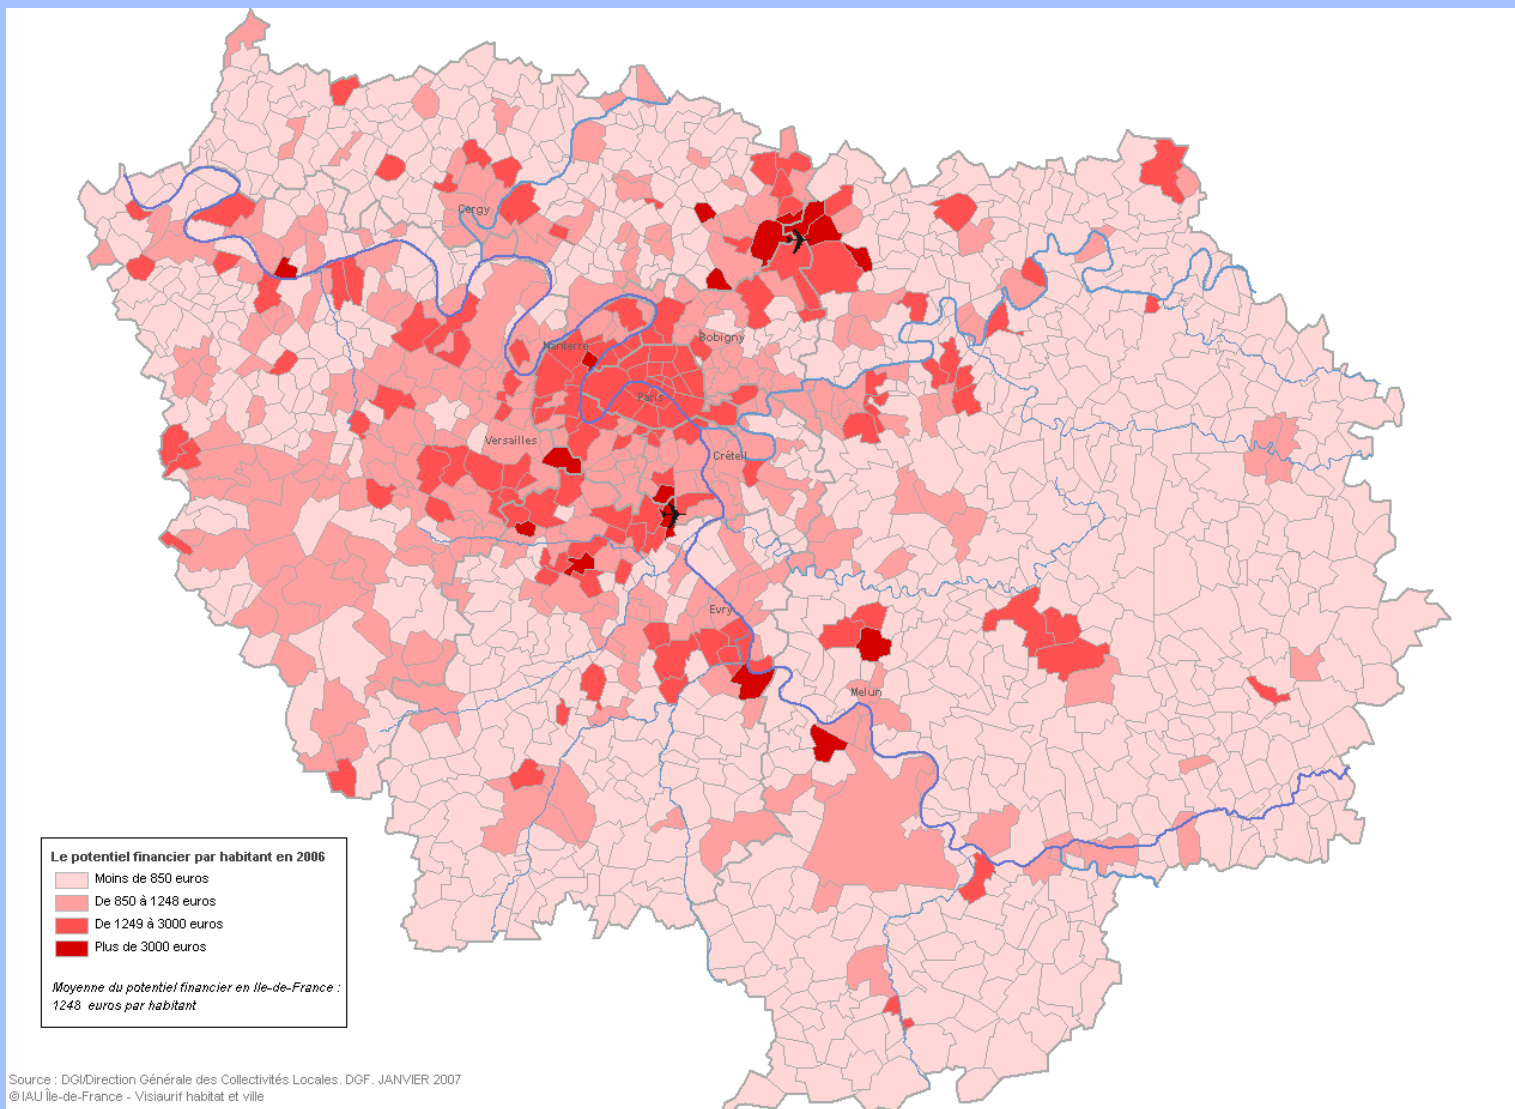 Cergy
Nanterre
Bobigny
Paris
Versailles
Créteil
Evry
Melun
Le potentiel financier par habitant en 2006
Moins de 850 euros
De 850 à 1248 euros
De 1249 à 3000 euros
Plus de 3000 euros
Moyenne du potentiel financier en Ile-de-France :
1248 euros par habitant
Source : DGI/Direction Générale des Collectivités Locales. DGF. JANVIER 2007
©IAU Île-de-France - Visiaurif habitat et ville